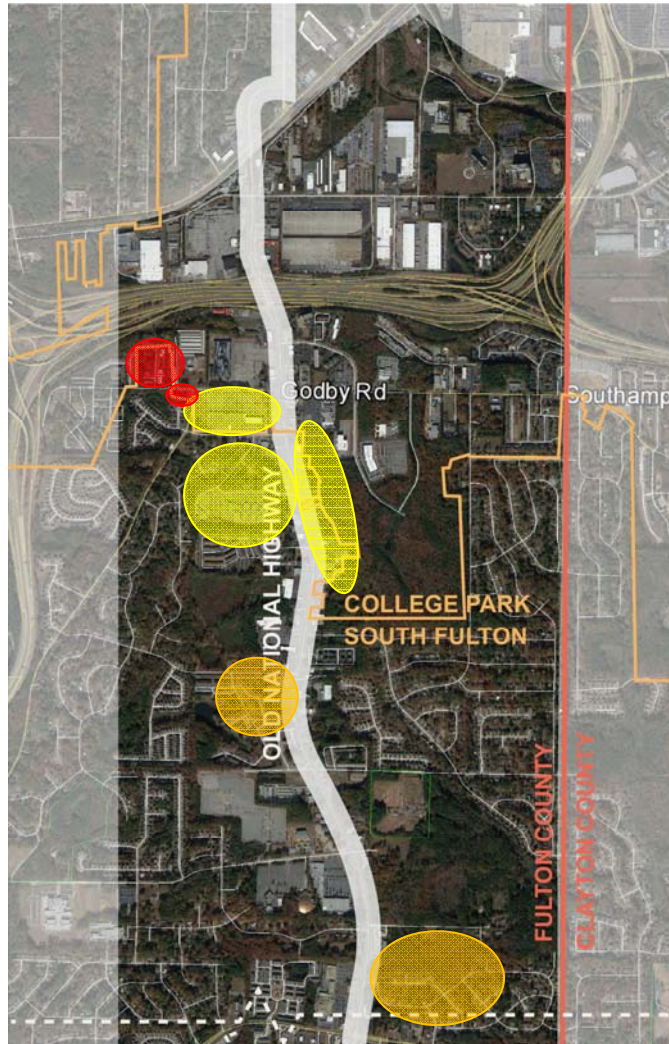 Godby Rd
Southamp
OLD NATIONAL HIGHWAY
COLLEGE PARK
SOUTH FULTON
FULTON COUNTY
CLAYTON COUNTY